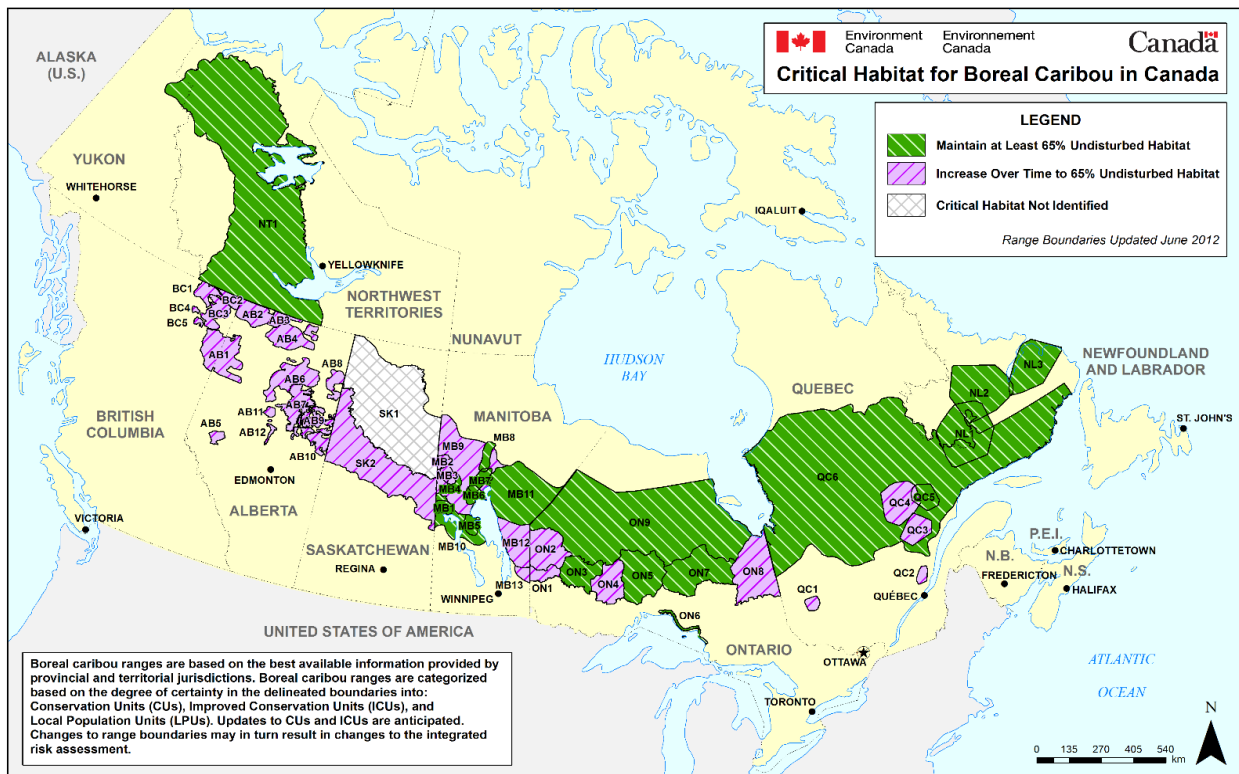 Environment Canada
Environnement Canada
Canada
Critical Habitat for Boreal Caribou in Canada
LEGEND
Maintain at Least 65% Undisturbed Habitat
Increase Over Time to 65% Undisturbed Habitat
Critical Habitat Not Identified
Range Boundaries Updated June 2012
ALASKA
(U.S.)
YUKON
WHITEHORSE
NT1
IQALUIT
YELLOWKNIFE
NORTHWEST
TERRITORIES
NUNAVUT
HUDSON
BAY
BC1
BC2
BC3
BC4
BC5
AB2
AB3
AB4
AB1
AB8
AB6
AB7
AB9
AB11
AB12
AB5
AB10
BRITISH
COLUMBIA
EDMONTON
ALBERTA
VICTORIA
SK1
SK2
SASKATCHEWAN
REGINA
MANITOBA
MB8
MB9
MB2
MB3
MB4
MB7
MB6
MB1
MB5
MB10
MB11
MB12
MB13
WINNIPEG
ON9
ON2
ON1
ON3
ON4
ON5
ON7
ON8
ON6
ONTARIO
OTTAWA
TORONTO
QUEBEC
QC6
QC4
QC5
QC3
QC2
QC1
QUÉBEC
NL3
NL2
NL1
NEWFOUNDLAND
AND LABRADOR
ST. JOHN'S
P.E.I.
CHARLOTTETOWN
N.B.
FREDERICTON
N.S.
HALIFAX
UNITED STATES OF AMERICA
ATLANTIC
OCEAN
Boreal caribou ranges are based on the best available information provided by
provincial and territorial jurisdictions. Boreal caribou ranges are categorized
based on the degree of certainty in the delineated boundaries into:
Conservation Units (CUs), Improved Conservation Units (ICUs), and
Local Population Units (LPUs). Updates to CUs and ICUs are anticipated.
Changes to range boundaries may in turn result in changes to the integrated
risk assessment.
N
0 135 270 405 540
km